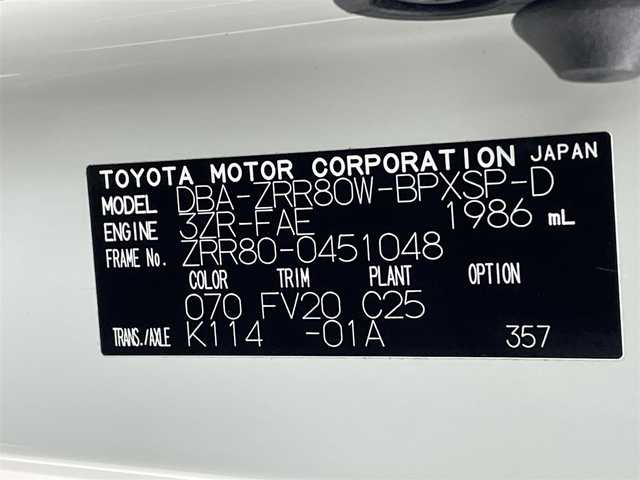 TOYOTA MOTOR CORPORATION JAPAN
MODEL DBA-ZRR80W-BPXSP-D
ENGINE 3ZR-FAE 1986 mL
FRAME No. ZRR80-0451048
COLOR TRIM PLANT OPTION
070 FV20 C25
TRANS./AXLE K114 -01A 357